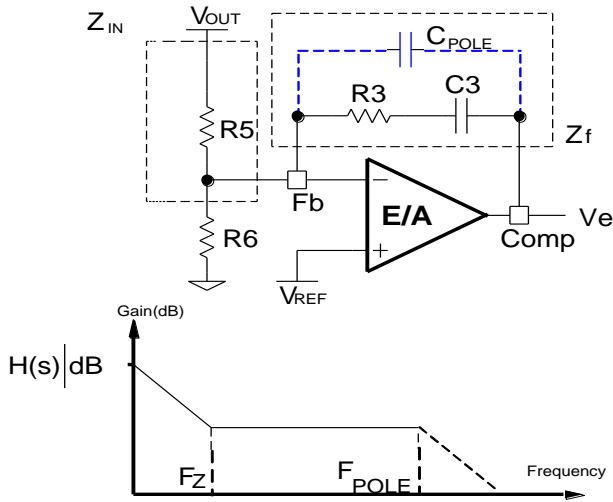 ZIN
VOUT
CPOLE
R3
C3
R5
Zf
Fb
−
E/A
Ve
R6
+
Comp
VREF
Gain(dB)
H(s)|dB
FZ
FPOLE
Frequency